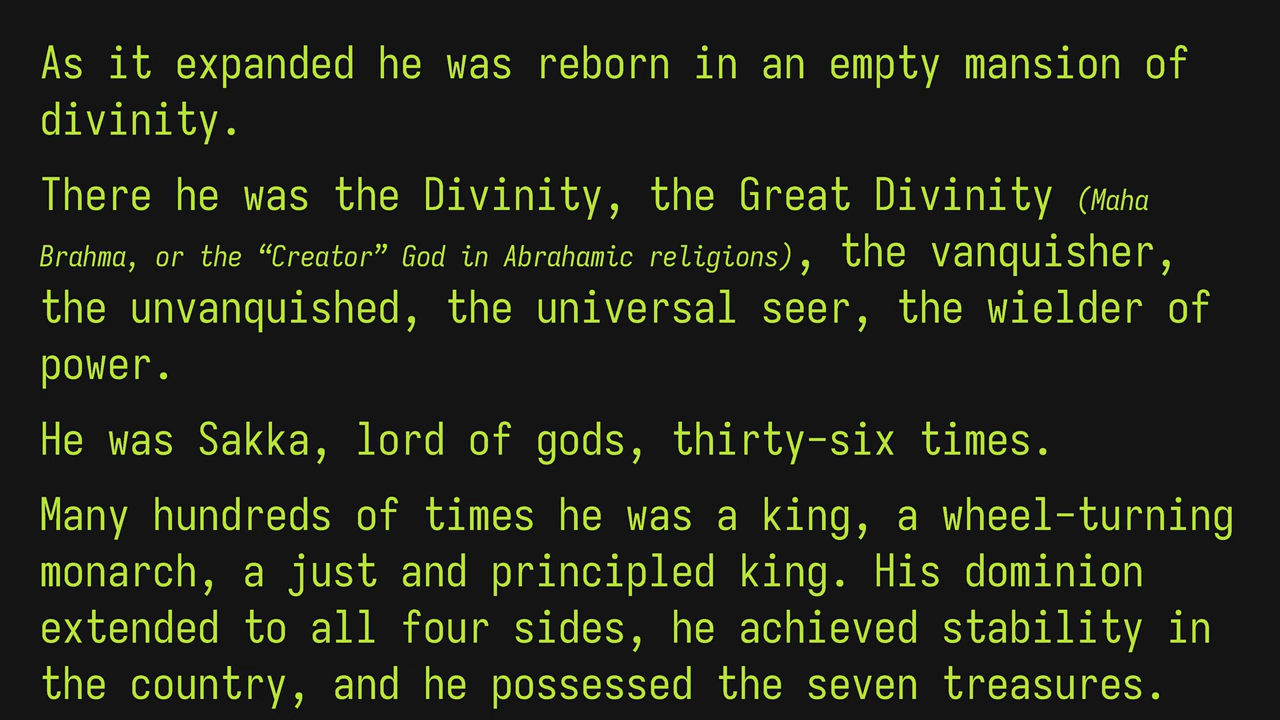 As it expanded he was reborn in an empty mansion of
divinity.
There he was the Divinity, the Great Divinity (Maha
Brahma, or the “Creator” God in Abrahamic religions), the vanquisher,
the unvanquished, the universal seer, the wielder of
power.
He was Sakka, lord of gods, thirty-six times.
Many hundreds of times he was a king, a wheel-turning
monarch, a just and principled king. His dominion
extended to all four sides, he achieved stability in
the country, and he possessed the seven treasures.